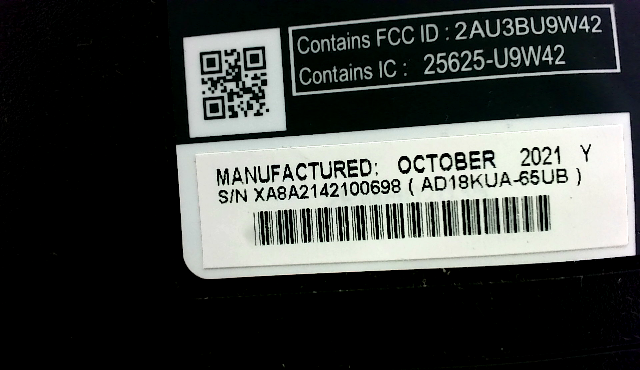 Contains FCC ID : 2AU3BU9W42
Contains IC : 25625-U9W42
MANUFACTURED: OCTOBER 2021 Y
S/N XA8A2142100698 ( AD18KUA-65UB )